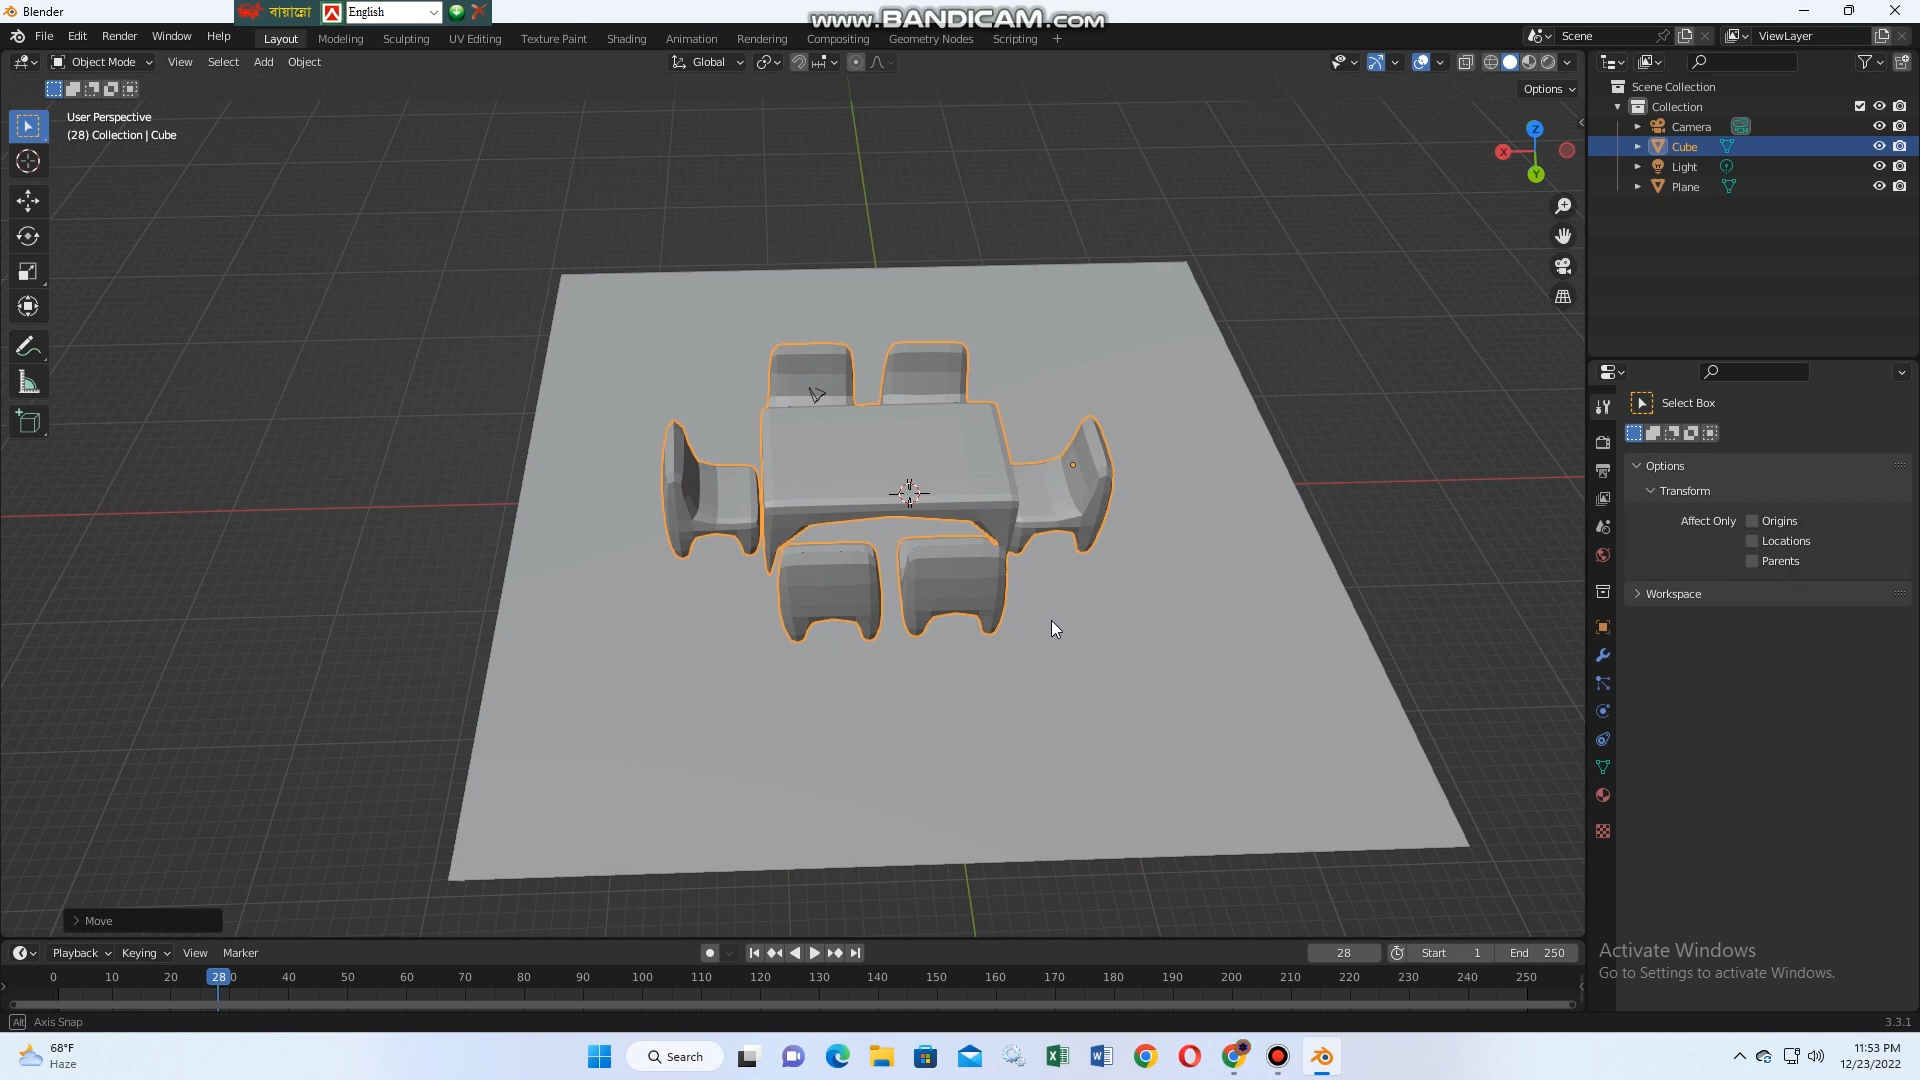 Blender
বায়ান্নো
English
www.BANDICAM.com
File Edit Render Window Help
Layout Modeling Sculpting UV Editing Texture Paint Shading Animation Rendering Compositing Geometry Nodes Scripting +
Scene
ViewLayer
Object Mode View Select Add Object
Global
Options
User Perspective
(28) Collection | Cube
Z
X
Y
Scene Collection
Collection
Camera
Cube
Light
Plane
Select Box
Options
Transform
Affect Only Origins
Locations
Parents
Workspace
Move
Playback Keying View Marker
28 Start 1 End 250
0 10 20 28 0 40 50 60 70 80 90 100 110 120 130 140 150 160 170 180 190 200 210 220 230 240 250
Activate Windows
Go to Settings to activate Windows.
Alt Axis Snap
3.3.1
68°F
Haze
Search
11:53 PM
12/23/2022